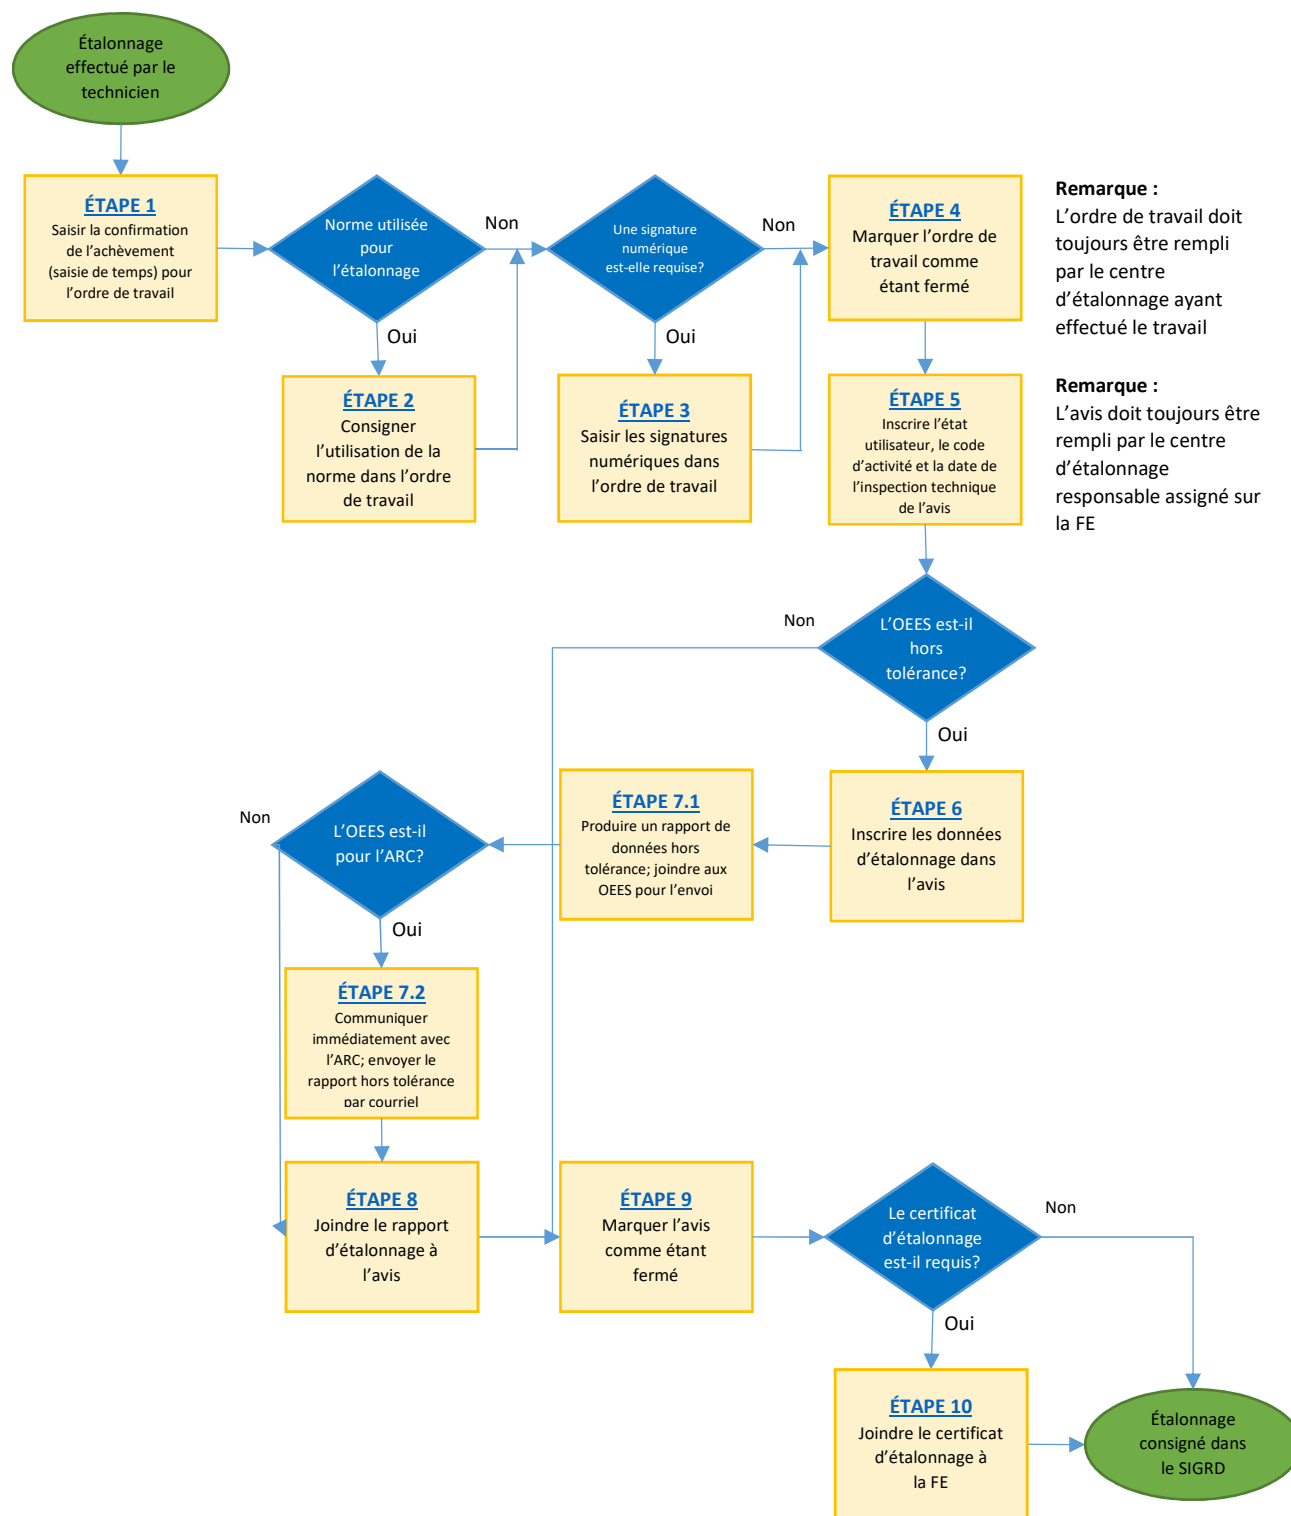 Étalonnage
effectué par le
technicien
ÉTAPE 1
Saisir la confirmation
de l’achèvement
(saisie de temps) pour
l’ordre de travail
Norme utilisée
pour
l’étalonnage
Non
Oui
ÉTAPE 2
Consigner
l’utilisation de la
norme dans l’ordre
de travail
Une signature
numérique
est-elle requise?
Non
Oui
ÉTAPE 3
Saisir les signatures
numériques dans
l’ordre de travail
ÉTAPE 4
Marquer l’ordre de
travail comme
étant fermé
Remarque :
L’ordre de travail doit
toujours être rempli
par le centre
d’étalonnage ayant
effectué le travail
ÉTAPE 5
Inscrire l’état
utilisateur, le code
d’activité et la date de
l’inspection technique
de l’avis
Remarque :
L’avis doit toujours être
rempli par le centre
d’étalonnage
responsable assigné sur
la FE
L’OEES est-il
hors
tolérance?
Non
Oui
ÉTAPE 6
Inscrire les données
d’étalonnage dans
l’avis
ÉTAPE 7.1
Produire un rapport de
données hors
tolérance; joindre aux
OEES pour l’envoi
L’OEES est-il
pour l’ARC?
Non
Oui
ÉTAPE 7.2
Communiquer
immédiatement avec
l’ARC; envoyer le
rapport hors tolérance
par courriel
ÉTAPE 8
Joindre le rapport
d’étalonnage à
l’avis
ÉTAPE 9
Marquer l’avis
comme étant
fermé
Le certificat
d’étalonnage
est-il requis?
Non
Oui
ÉTAPE 10
Joindre le certificat
d’étalonnage à
la FE
Étalonnage
consigné dans
le SIGRD